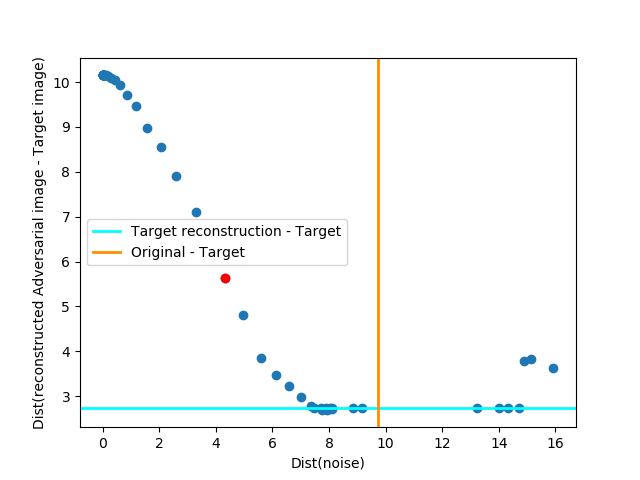 Dist(reconstructed Adversarial image - Target image)
10
9
8
7
6
5
4
3
Target reconstruction - Target
Original - Target
0 2 4 6 8 10 12 14 16
Dist(noise)